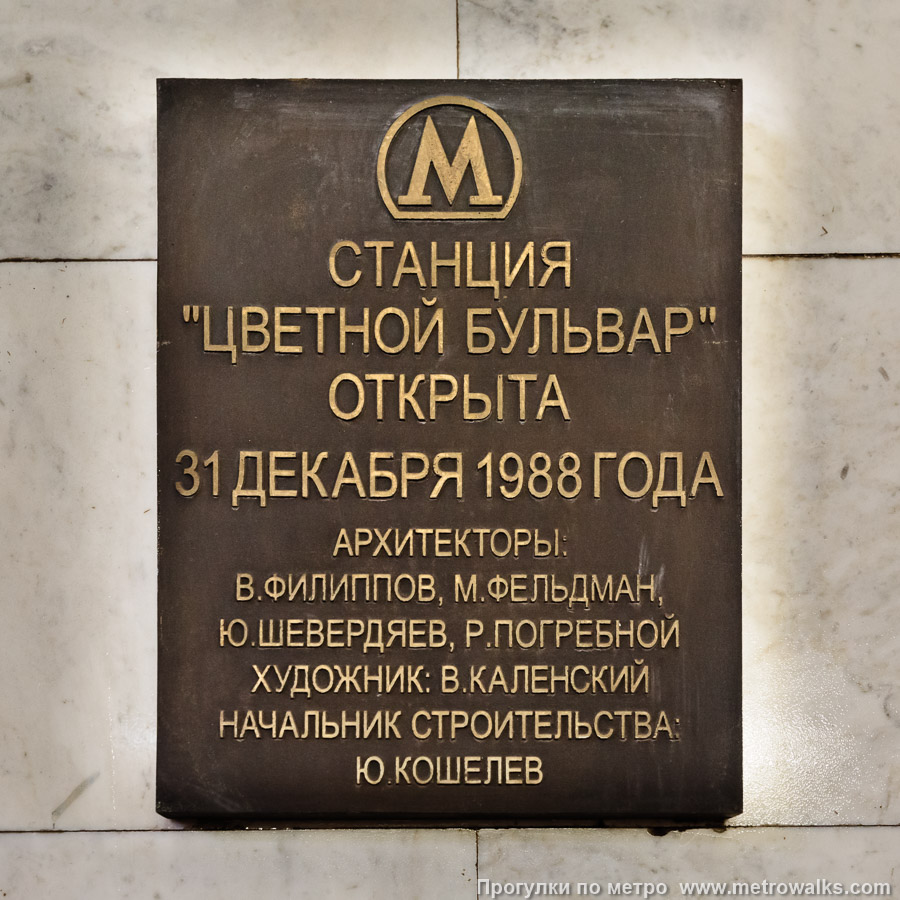 М
СТАНЦИЯ
"ЦВЕТНОЙ БУЛЬВАР"
ОТКРЫТА
31 ДЕКАБРЯ 1988 ГОДА
АРХИТЕКТОРЫ:
В.ФИЛИППОВ, М.ФЕЛЬДМАН,
Ю.ШЕВЕРДЯЕВ, Р.ПОГРЕБНОЙ
ХУДОЖНИК: В.КАЛЕНСКИЙ
НАЧАЛЬНИК СТРОИТЕЛЬСТВА:
Ю.КОШЕЛЕВ
Прогулки по метро www.metrowalks.com